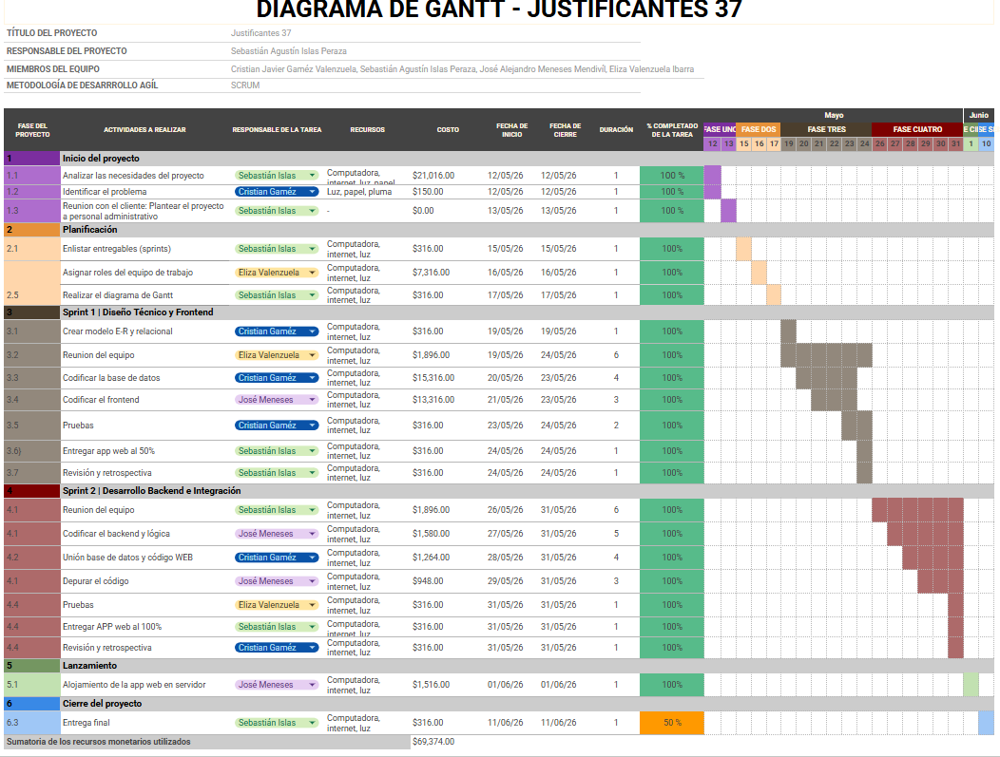 DIAGRAMA DE GANTT - JUSTIFICANTES 37
TÍTULO DEL PROYECTO Justificantes 37
RESPONSABLE DEL PROYECTO Sebastián Agustín Islas Peraza
MIEMBROS DEL EQUIPO Cristian Javier Gaméz Valenzuela, Sebastián Agustín Islas Peraza, José Alejandro Meneses Mendivíl, Eliza Valenzuela Ibarra
METODOLOGÍA DE DESARRROLLO AGÍL SCRUM
FASE DEL PROYECTO ACTIVIDADES A REALIZAR RESPONSABLE DE LA TAREA RECURSOS COSTO FECHA DE INICIO FECHA DE CIERRE DURACIÓN % COMPLETADO DE LA TAREA Mayo Junio
FASE UNO FASE DOS FASE TRES FASE CUATRO
12 13 15 16 17 19 20 21 22 23 24 26 27 28 29 30 31 1 10
1 Inicio del proyecto
1.1 Analizar las necesidades del proyecto Sebastián Islas Computadora, internet, luz, papel $21,016.00 12/05/26 12/05/26 1 100 %
1.2 Identificar el problema Cristian Gaméz Luz, papel, pluma $150.00 12/05/26 12/05/26 1 100 %
1.3 Reunion con el cliente: Plantear el proyecto a personal administrativo Sebastián Islas - $0.00 13/05/26 13/05/26 1 100 %
2 Planificación
2.1 Enlistar entregables (sprints) Sebastián Islas Computadora, internet, luz $316.00 15/05/26 15/05/26 1 100%
Asignar roles del equipo de trabajo Eliza Valenzuela Computadora, internet, luz $7,316.00 16/05/26 16/05/26 1 100%
2.5 Realizar el diagrama de Gantt Sebastián Islas Computadora, internet, luz $316.00 17/05/26 17/05/26 1 100%
3 Sprint 1 | Diseño Técnico y Frontend
3.1 Crear modelo E-R y relacional Cristian Gaméz Computadora, internet, luz $316.00 19/05/26 19/05/26 1 100%
3.2 Reunion del equipo Eliza Valenzuela Computadora, internet, luz $1,896.00 19/05/26 24/05/26 6 100%
3.3 Codificar la base de datos Cristian Gaméz Computadora, internet, luz $15,316.00 20/05/26 23/05/26 4 100%
3.4 Codificar el frontend José Meneses Computadora, internet, luz $13,316.00 21/05/26 23/05/26 3 100%
3.5 Pruebas Cristian Gaméz Computadora, internet, luz $316.00 23/05/26 24/05/26 2 100%
3.6) Entregar app web al 50% Sebastián Islas Computadora, internet, luz $316.00 24/05/26 24/05/26 1 100%
3.7 Revisión y retrospectiva Sebastián Islas Computadora, internet, luz $316.00 24/05/26 24/05/26 1 100%
4 Sprint 2 | Desarrollo Backend e Integración
4.1 Reunion del equipo Sebastián Islas Computadora, internet, luz $1,896.00 26/05/26 31/05/26 6 100%
4.1 Codificar el backend y lógica José Meneses Computadora, internet, luz $1,580.00 27/05/26 31/05/26 5 100%
4.2 Unión base de datos y código WEB Cristian Gaméz Computadora, internet, luz $1,264.00 28/05/26 31/05/26 4 100%
4.1 Depurar el código José Meneses Computadora, internet, luz $948.00 29/05/26 31/05/26 3 100%
4.4 Pruebas Eliza Valenzuela Computadora, internet, luz $316.00 31/05/26 31/05/26 1 100%
4.4 Entregar APP web al 100% Sebastián Islas Computadora, internet, luz $316.00 31/05/26 31/05/26 1 100%
4.4 Revisión y retrospectiva Cristian Gaméz Computadora, internet, luz $316.00 31/05/26 31/05/26 1 100%
5 Lanzamiento
5.1 Alojamiento de la app web en servidor José Meneses Computadora, internet, luz $1,516.00 01/06/26 01/06/26 1 100%
6 Cierre del proyecto
6.3 Entrega final Sebastián Islas Computadora, internet, luz $316.00 11/06/26 11/06/26 1 50 %
Sumatoria de los recursos monetarios utilizados $69,374.00